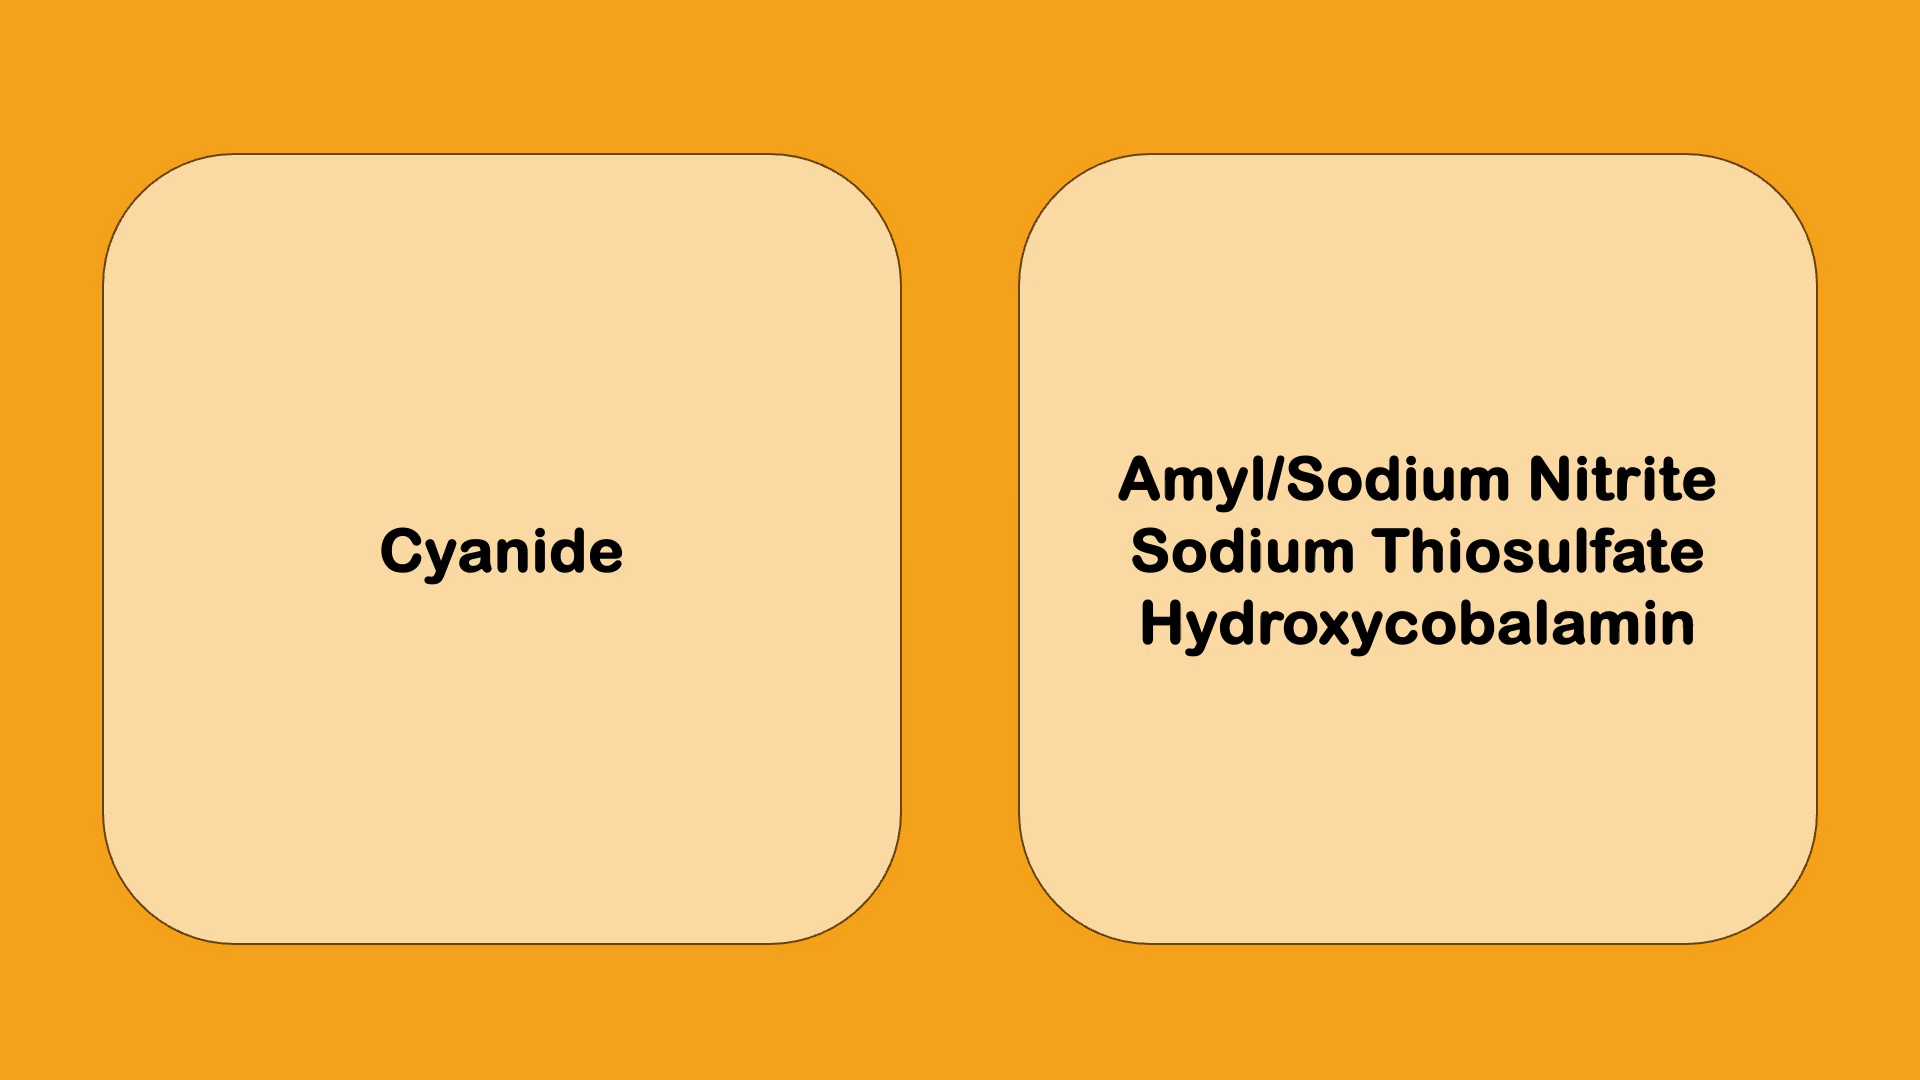 Cyanide
Amyl/Sodium Nitrite
Sodium Thiosulfate
Hydroxycobalamin